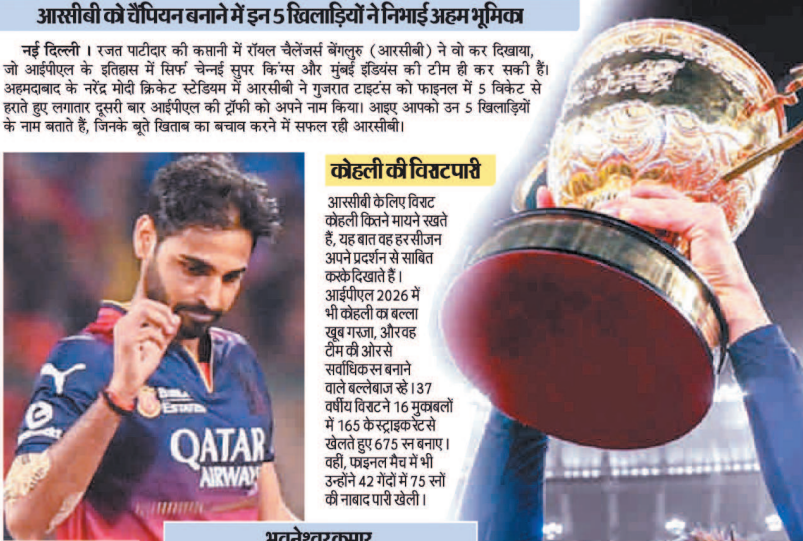 आरसीबी को चैंपियन बनाने में इन 5 खिलाड़ियों ने निभाई अहम भूमिका
नई दिल्ली । रजत पाटीदार की कप्तानी में रॉयल चैलेंजर्स बेंगलुरु (आरसीबी) ने वो कर दिखाया,
जो आईपीएल के इतिहास में सिर्फ चेन्नई सुपर किंग्स और मुंबई इंडियंस की टीम ही कर सकी हैं।
अहमदाबाद के नरेंद्र मोदी क्रिकेट स्टेडियम में आरसीबी ने गुजरात टाइटंस को फाइनल में 5 विकेट से
हराते हुए लगातार दूसरी बार आईपीएल की ट्रॉफी को अपने नाम किया। आइए आपको उन 5 खिलाड़ियों
के नाम बताते हैं, जिनके बूते खिताब का बचाव करने में सफल रही आरसीबी।
कोहली की विराट पारी
आरसीबी के लिए विराट
कोहली कितने मायने रखते
हैं, यह बात वह हर सीजन
अपने प्रदर्शन से साबित
करके दिखाते हैं ।
आईपीएल 2026 में
भी कोहली का बल्ला
खूब गरजा, और वह
टीम की ओर से
सर्वाधिक रन बनाने
वाले बल्लेबाज रहे । 37
वर्षीय विराट ने 16 मुकाबलों
में 165 के स्ट्राइक रेट से
खेलते हुए 675 रन बनाए ।
वहीं, फाइनल मैच में भी
उन्होंने 42 गेंदों में 75 रनों
की नाबाद पारी खेली ।
QATAR
AIRWAYS
भुवनेश्वर कुमार